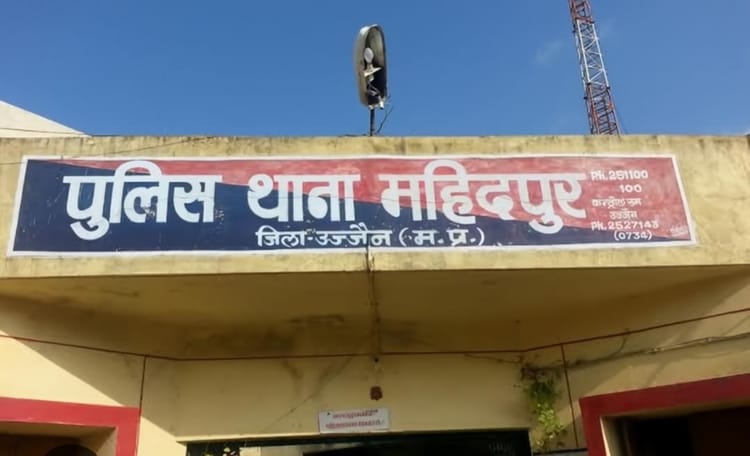 पुलिस थाना महिदपुर
जिला-उज्जैन (म.प्र.)
Ph. 251100
100
कन्ट्रोल रूम
उज्जैन
Ph. 2527143
(0734)